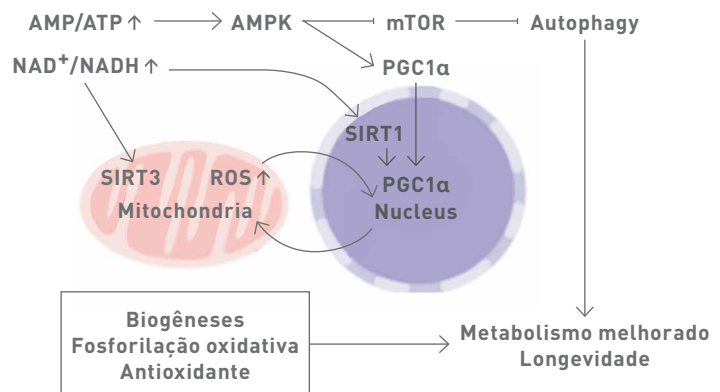 AMP/ATP ↑ → AMPK ⊣ mTOR ⊣ Autophagy
NAD⁺/NADH ↑
PGC1α
SIRT1
SIRT3 ROS ↑
PGC1α
Mitochondria
Nucleus
Biogêneses
Fosforilação oxidativa
Antioxidante
Metabolismo melhorado
Longevidade